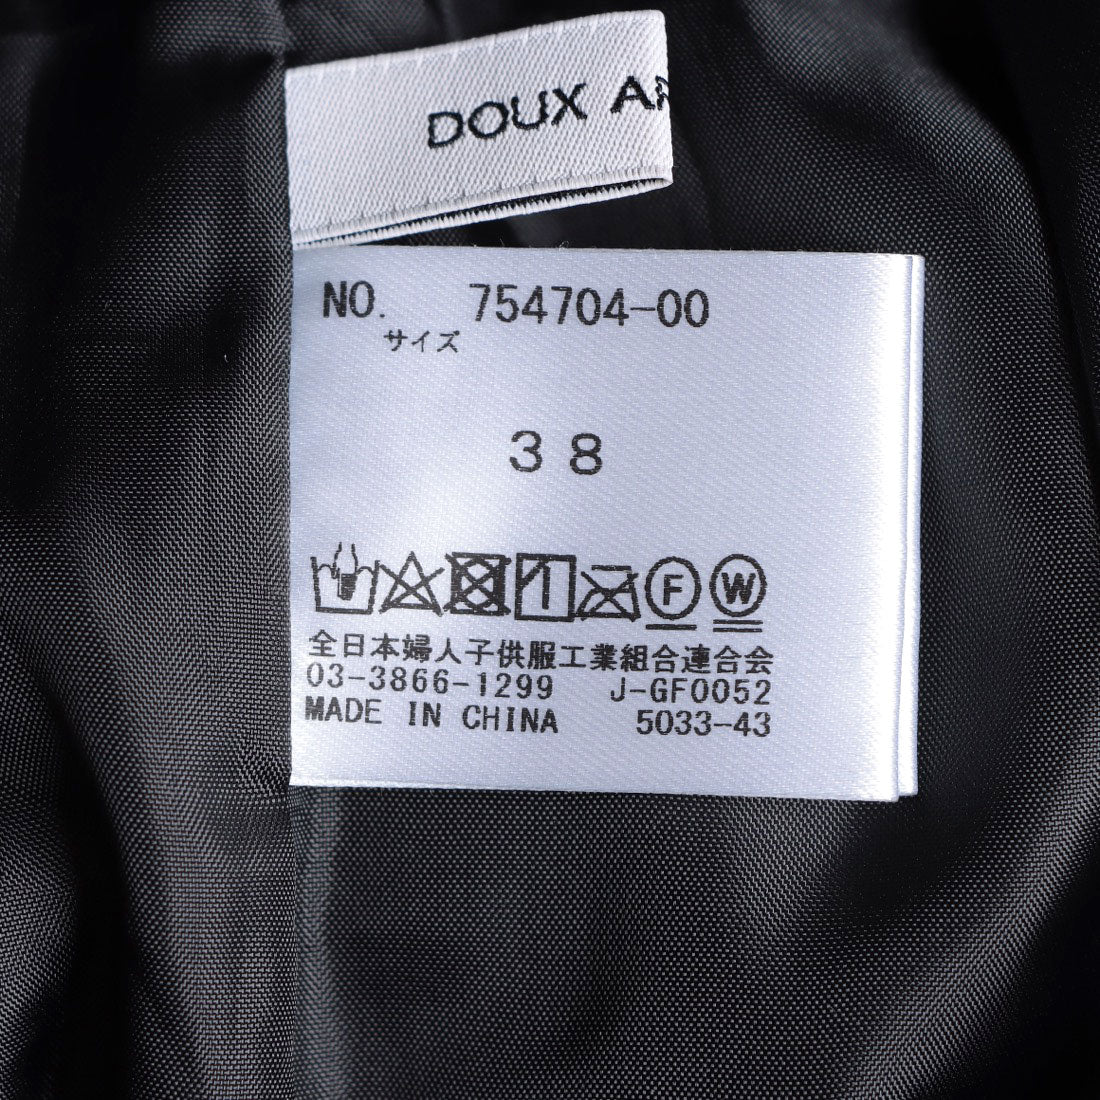 DOUX
NO. 754704-00
サイズ
38
F W
全日本婦人子供服工業組合連合会
03-3866-1299 J-GF0052
MADE IN CHINA 5033-43